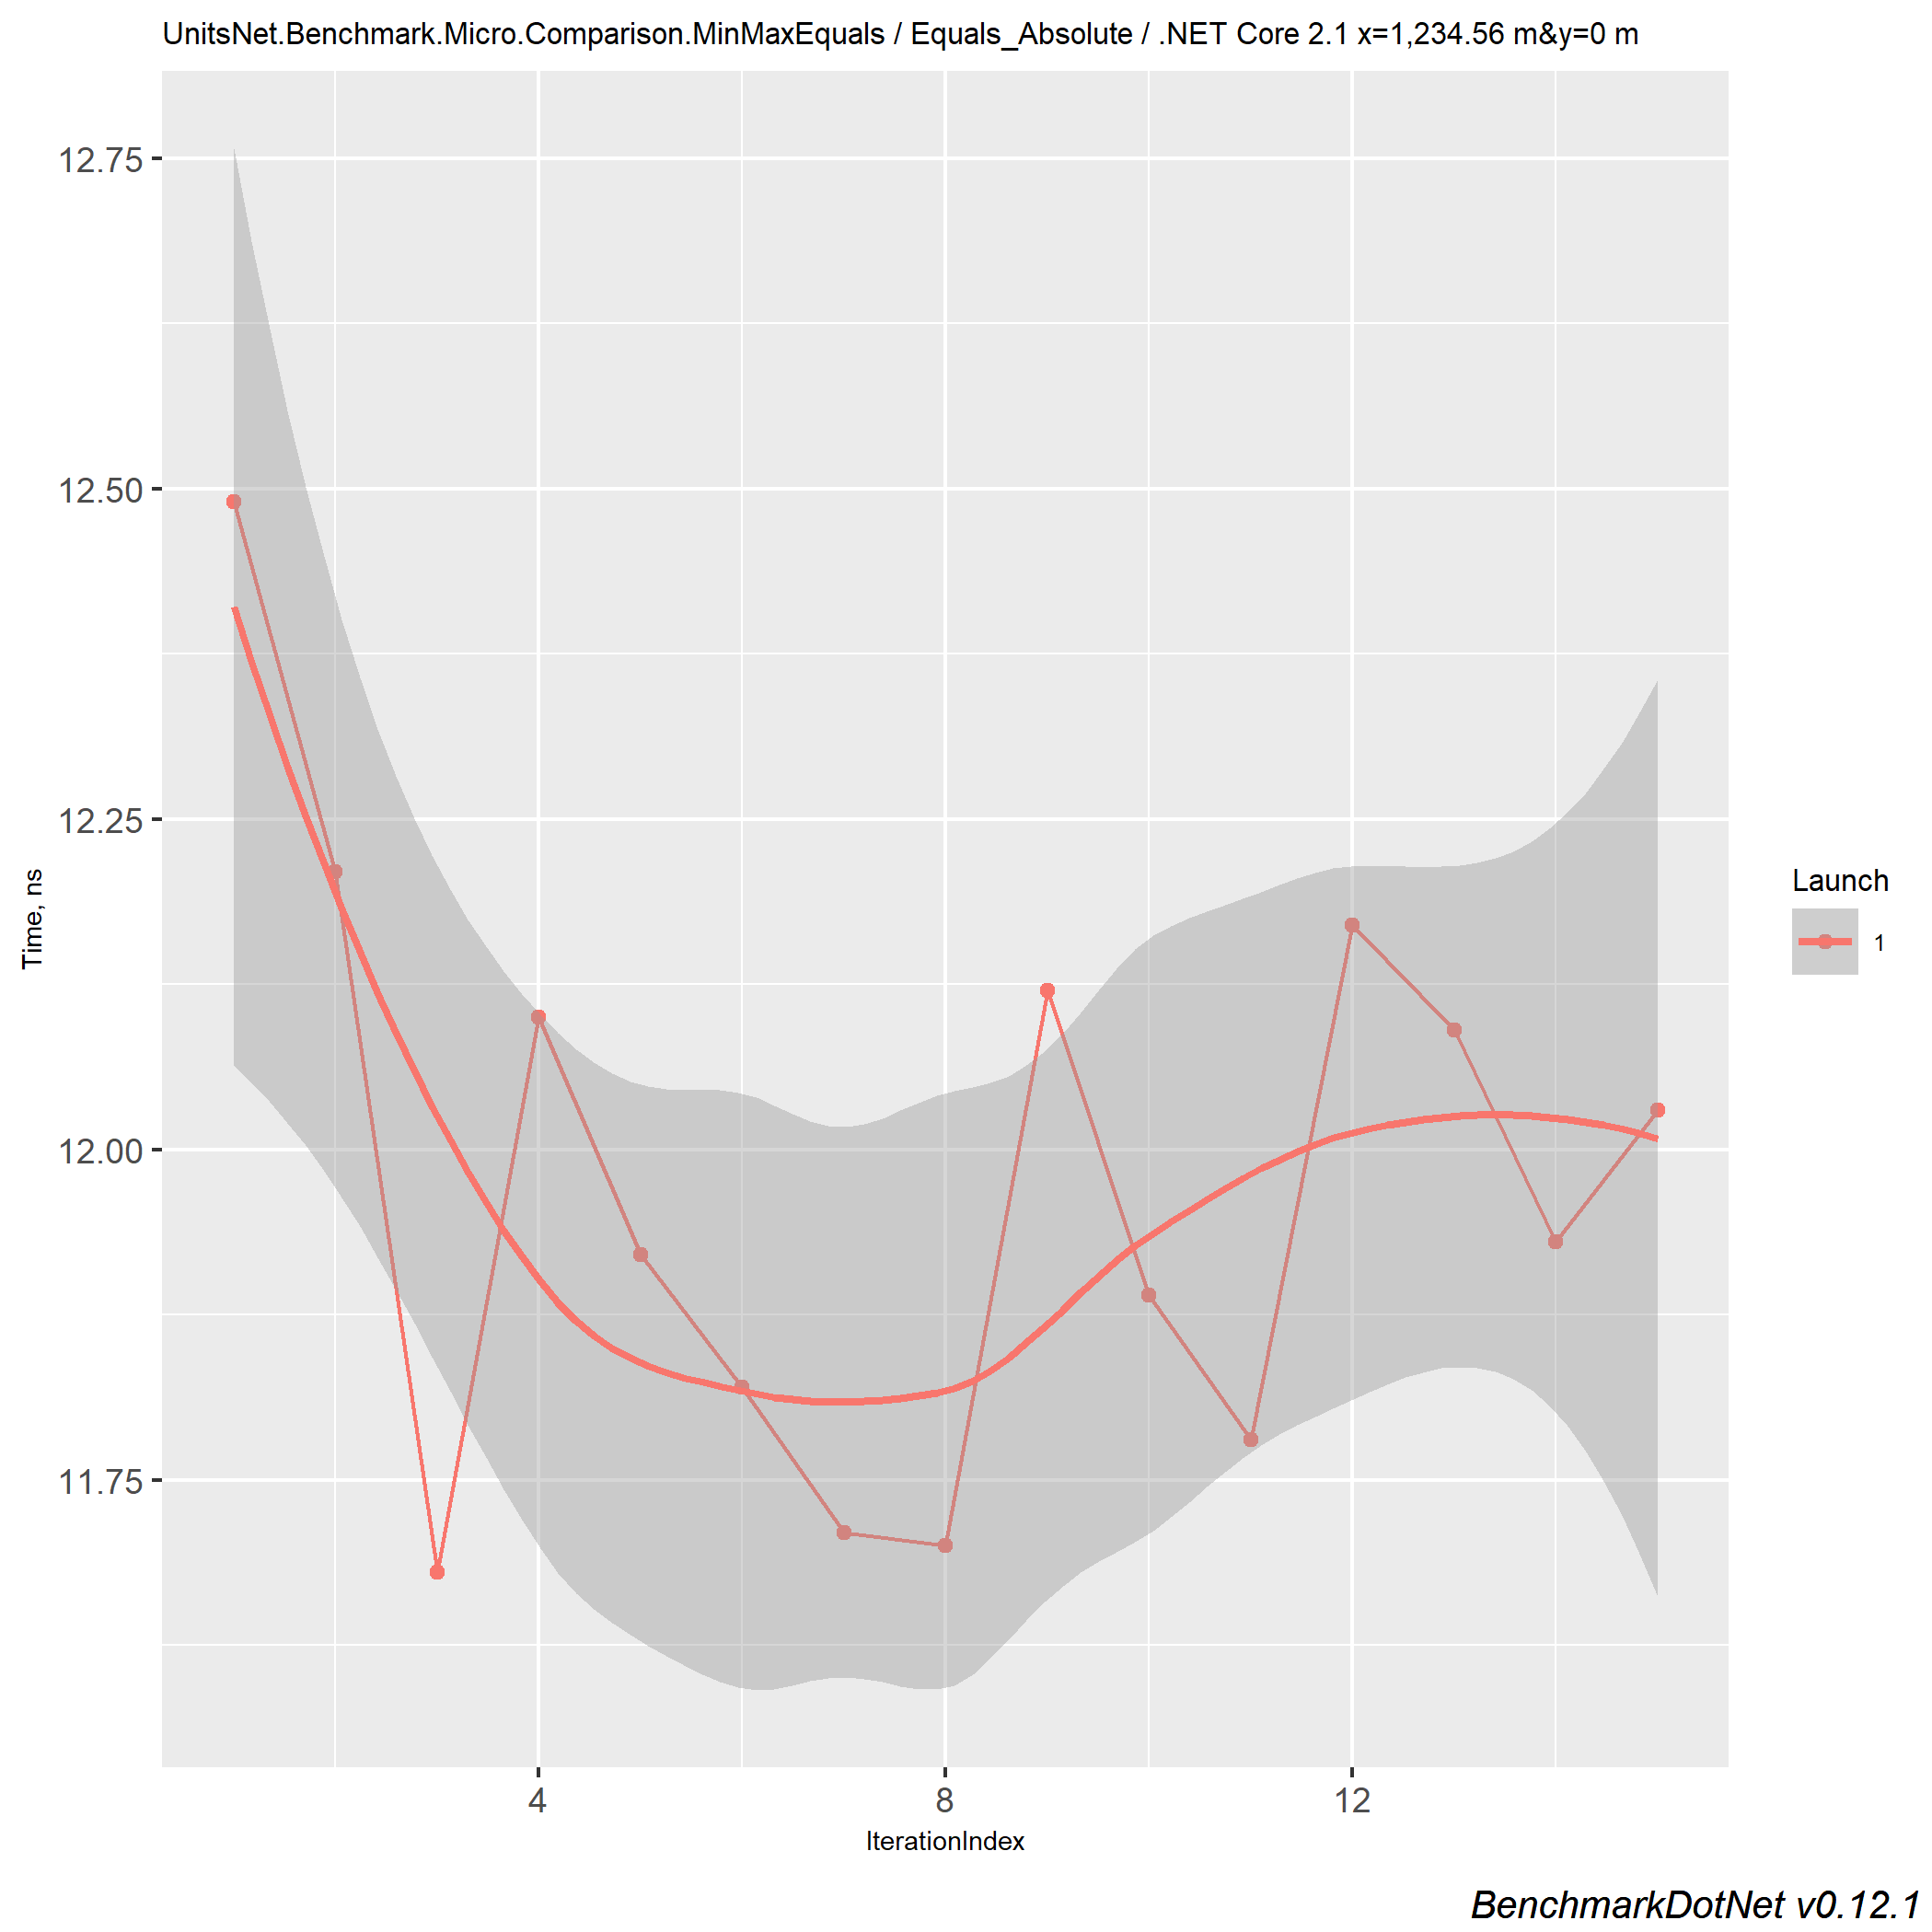 UnitsNet.Benchmark.Micro.Comparison.MinMaxEquals / Equals_Absolute / .NET Core 2.1 x=1,234.56 m&y=0 m
12.75
12.50
12.25
12.00
11.75
Time, ns
4
8
12
IterationIndex
Launch
1
BenchmarkDotNet v0.12.1